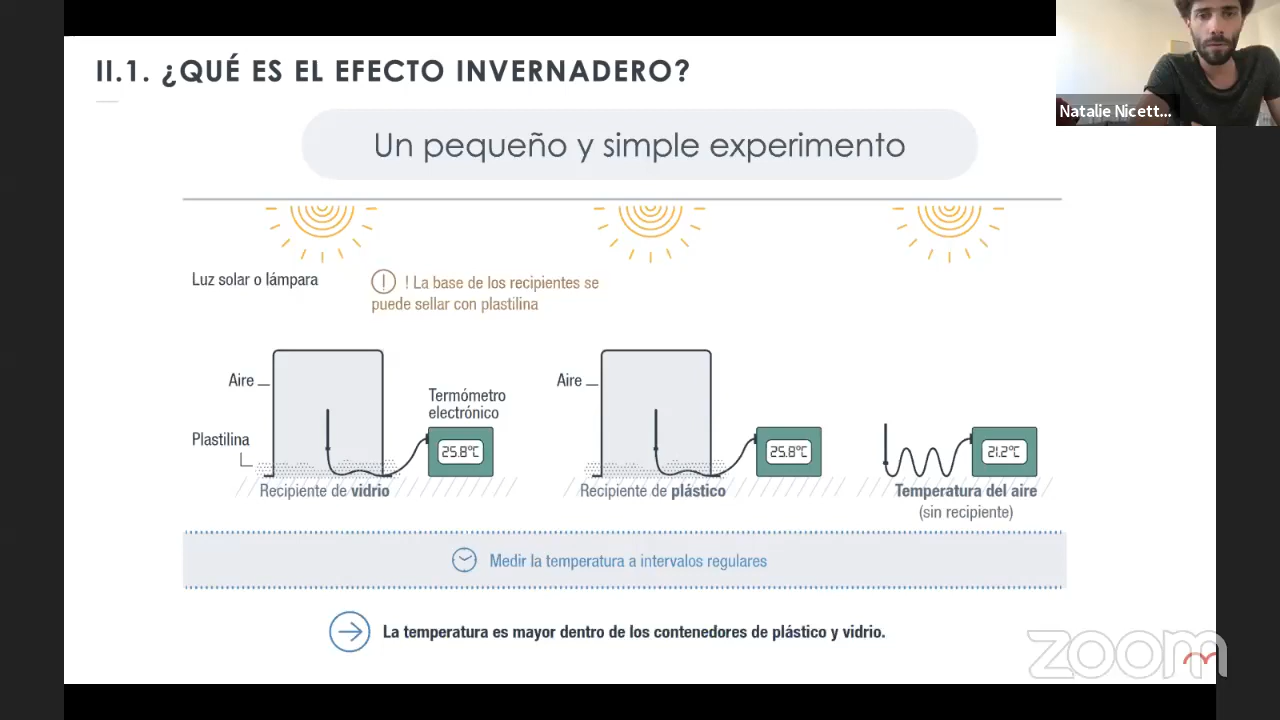 II.1. ¿QUÉ ES EL EFECTO INVERNADERO?
Natalie Nicett...
Un pequeño y simple experimento
Luz solar o lámpara
! ! La base de los recipientes se
puede sellar con plastilina
Aire
Plastilina
Termómetro
electrónico
25.8°C
Recipiente de vidrio
Aire
25.8°C
Recipiente de plástico
21.2°C
Temperatura del aire
(sin recipiente)
Medir la temperatura a intervalos regulares
La temperatura es mayor dentro de los contenedores de plástico y vidrio.
zoom